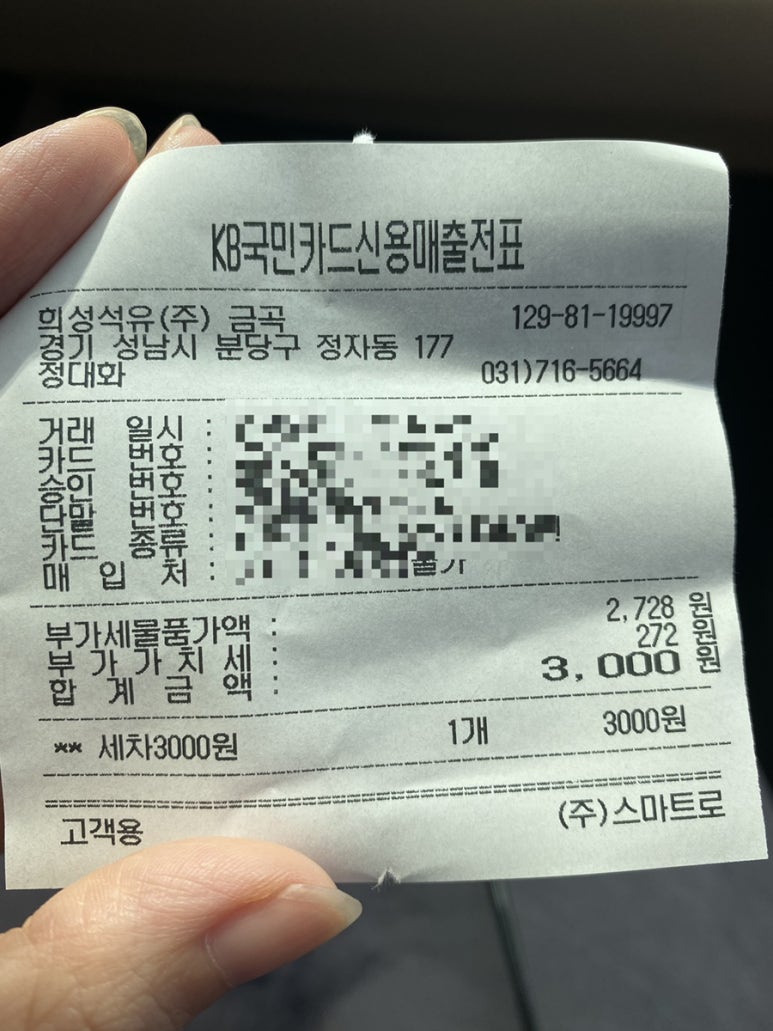 KB국민카드신용매출전표
희성석유(주) 금곡 129-81-19997
경기 성남시 분당구 정자동 177
정대화 031)716-5664
거래 일시 :
카드 번호 :
승인 번호 :
단말 번호 :
카드 종류 :
매 입 처 :
부가세물품가액 : 2,728 원
부 가 가 치 세 : 272 원
합 계 금 액 : 3,000 원
** 세차3000원 1개 3000원
(주)스마트로
고객용